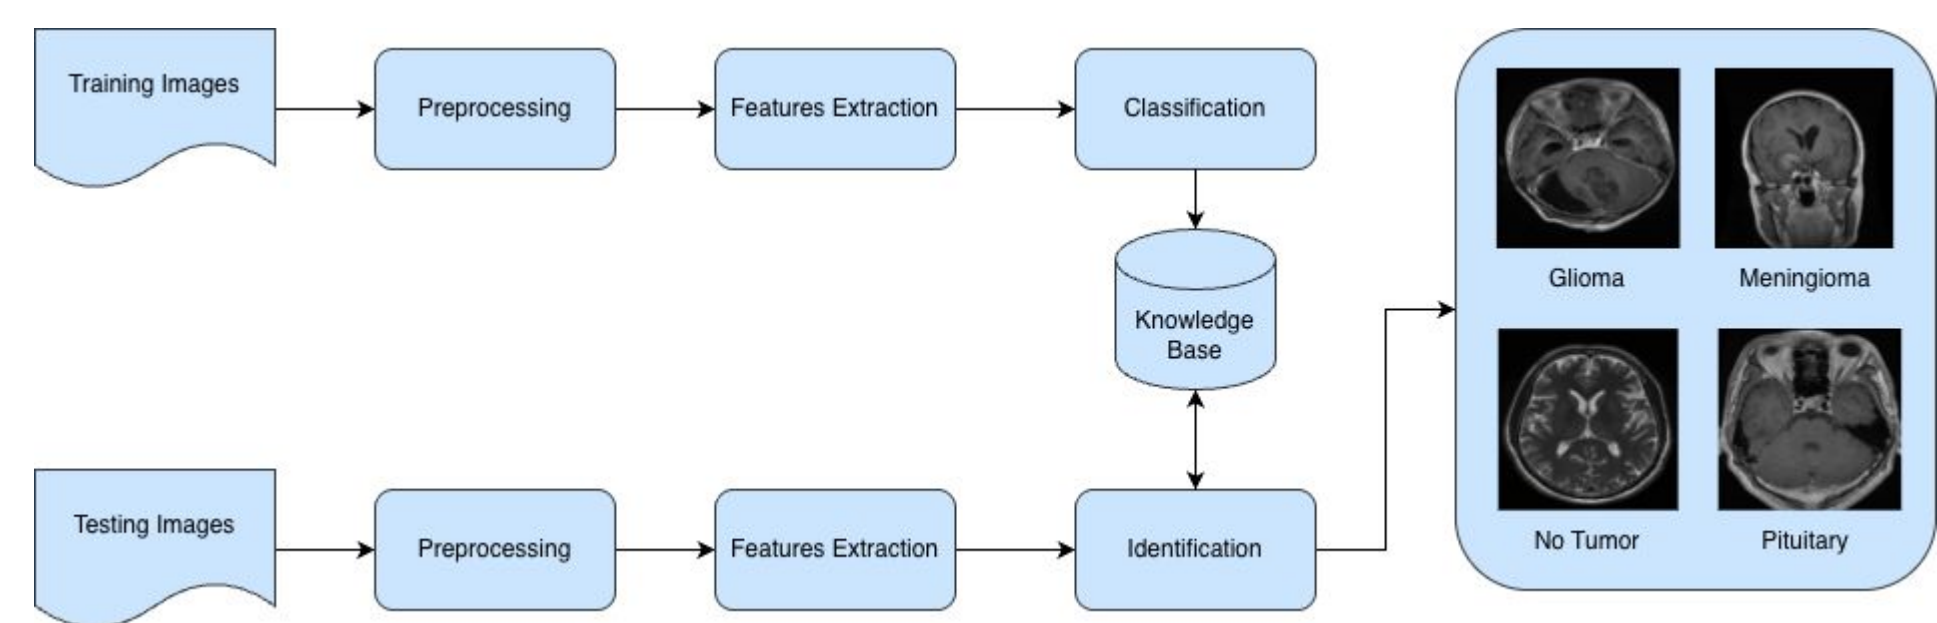 Training Images
Preprocessing
Features Extraction
Classification
Knowledge
Base
Testing Images
Preprocessing
Features Extraction
Identification
Glioma
Meningioma
No Tumor
Pituitary